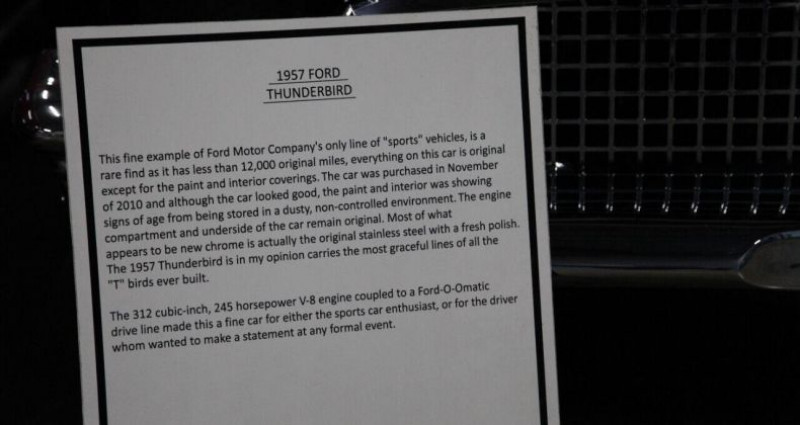 1957 FORD
THUNDERBIRD
This fine example of Ford Motor Company's only line of "sports" vehicles, is a
rare find as it has less than 12,000 original miles, everything on this car is original
except for the paint and interior coverings. The car was purchased in November
of 2010 and although the car looked good, the paint and interior was showing
signs of age from being stored in a dusty, non-controlled environment. The engine
compartment and underside of the car remain original. Most of what
appears to be new chrome is actually the original stainless steel with a fresh polish.
The 1957 Thunderbird is in my opinion carries the most graceful lines of all the
"T" birds ever built.
The 312 cubic-inch, 245 horsepower V-8 engine coupled to a Ford-O-Omatic
drive line made this a fine car for either the sports car enthusiast, or for the driver
whom wanted to make a statement at any formal event.